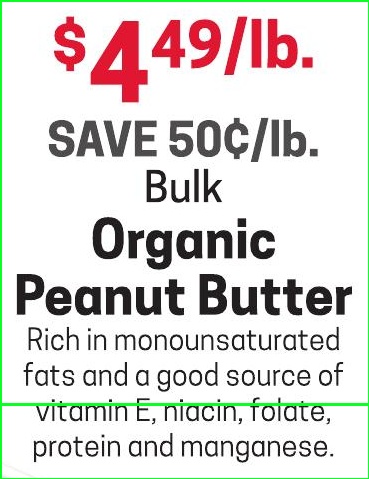 $4.49/lb.
SAVE 50¢/lb.
Bulk
Organic
Peanut Butter
Rich in monounsaturated
fats and a good source of
vitamin E, niacin, folate,
protein and manganese.